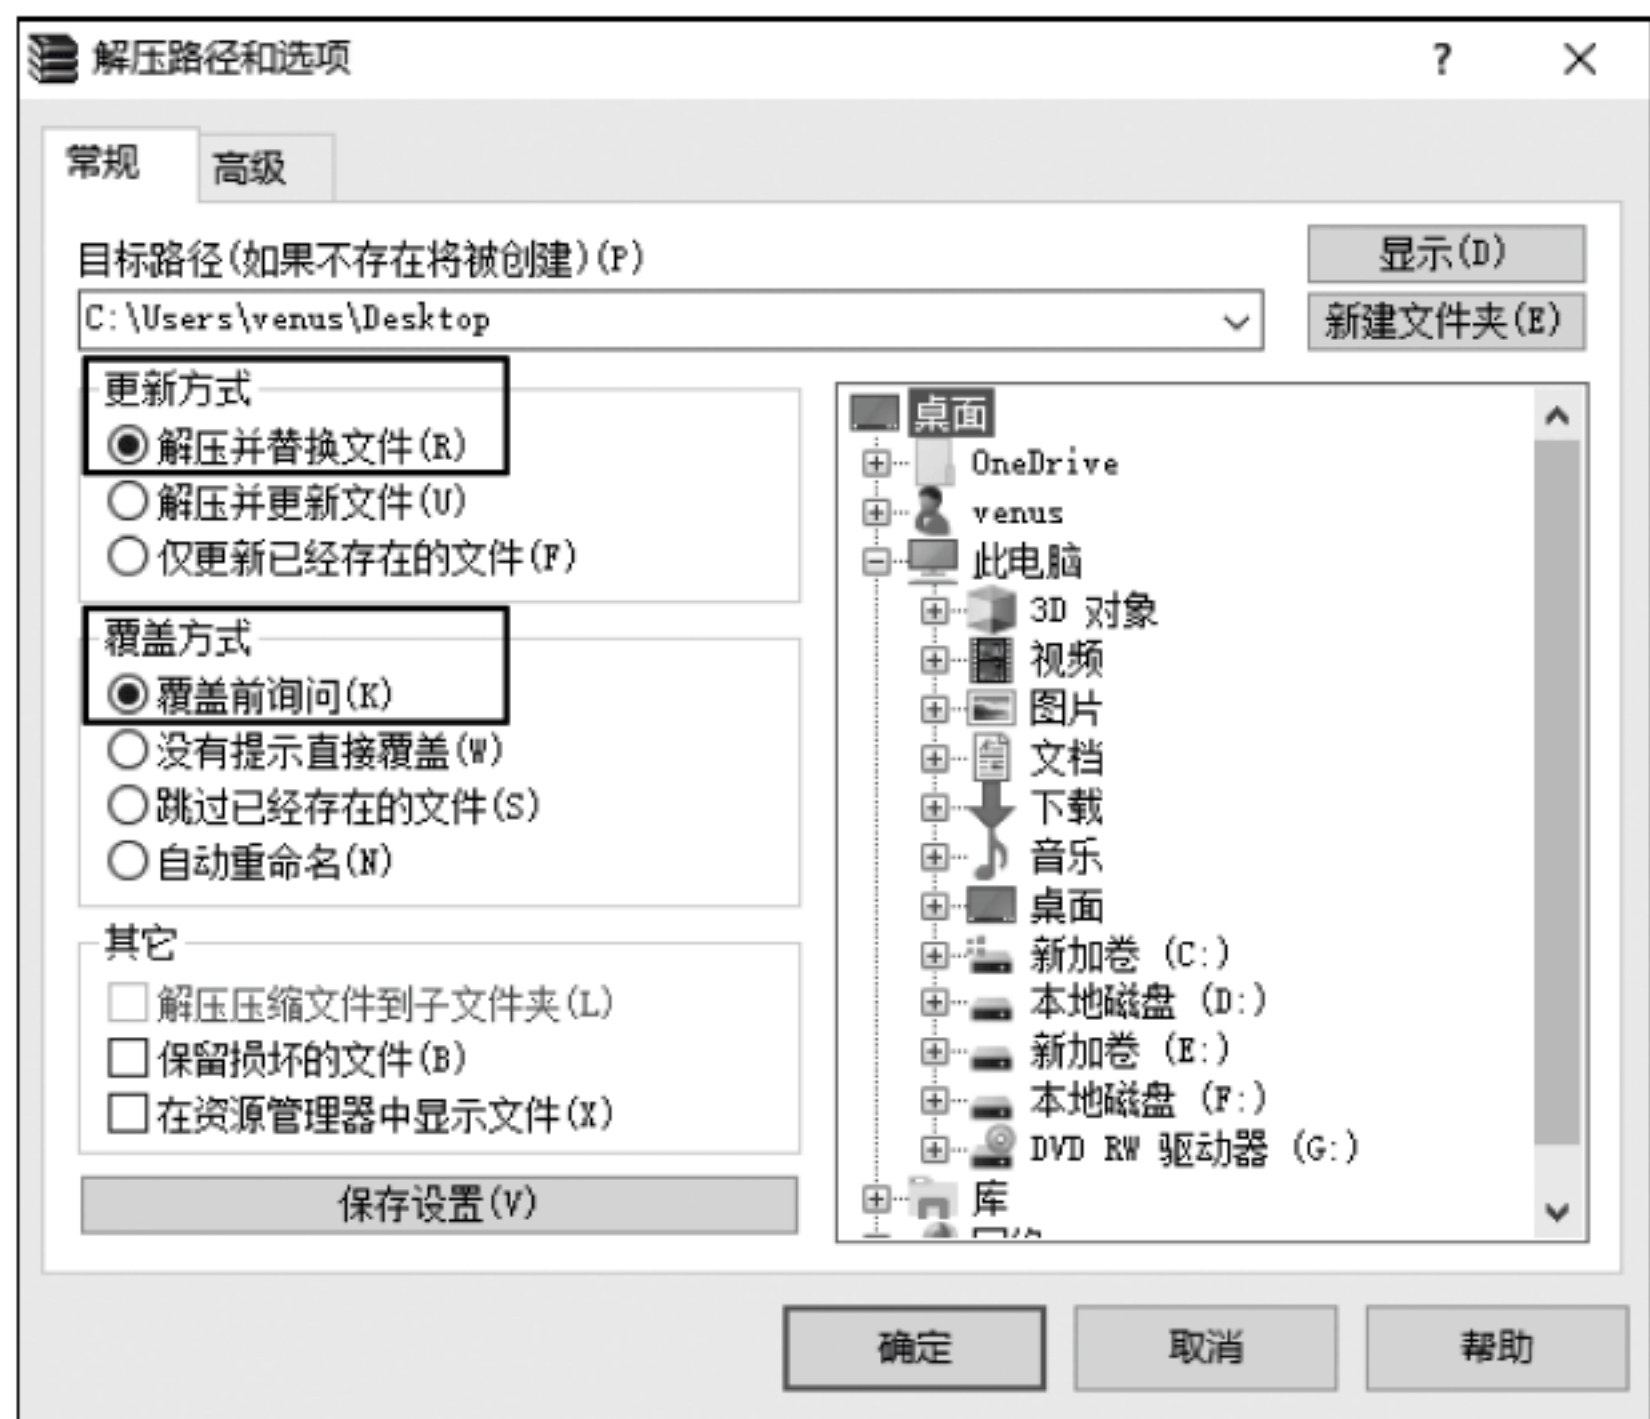 解压路径和选项
?
常规
高级
目标路径(如果不存在将被创建)(P)
显示(D)
C:\Users\venus\Desktop
新建文件夹(E)
更新方式
解压并替换文件(R)
解压并更新文件(U)
仅更新已经存在的文件(F)
覆盖方式
覆盖前询问(K)
没有提示直接覆盖(W)
跳过已经存在的文件(S)
自动重命名(N)
其它
解压压缩文件到子文件夹(L)
保留损坏的文件(B)
在资源管理器中显示文件(X)
保存设置(V)
桌面
OneDrive
venus
此电脑
3D 对象
视频
图片
文档
下载
音乐
桌面
新加卷 (C:)
本地磁盘 (D:)
新加卷 (E:)
本地磁盘 (F:)
DVD RW 驱动器 (G:)
库
确定
取消
帮助